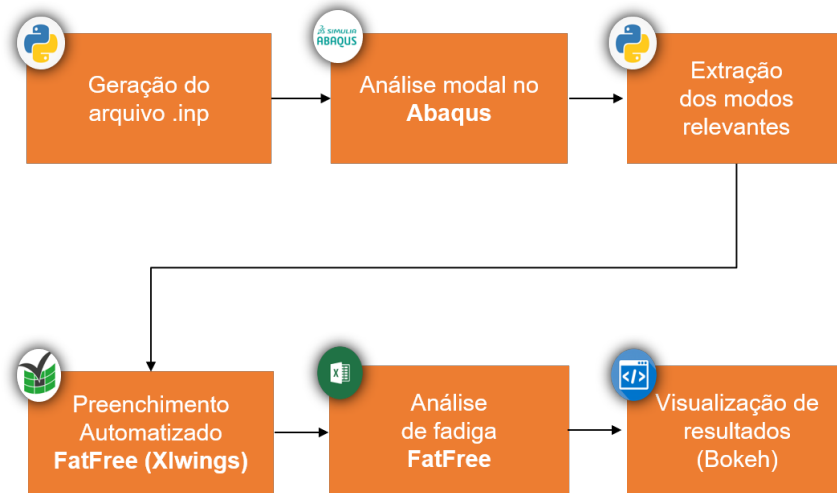 SIMULIA
ABAQUS
Geração do
arquivo .inp
Análise modal no
Abaqus
Extração
dos modos
relevantes
Preenchimento
Automatizado
FatFree (Xlwings)
X
Análise
de fadiga
FatFree
</>
Visualização de
resultados
(Bokeh)